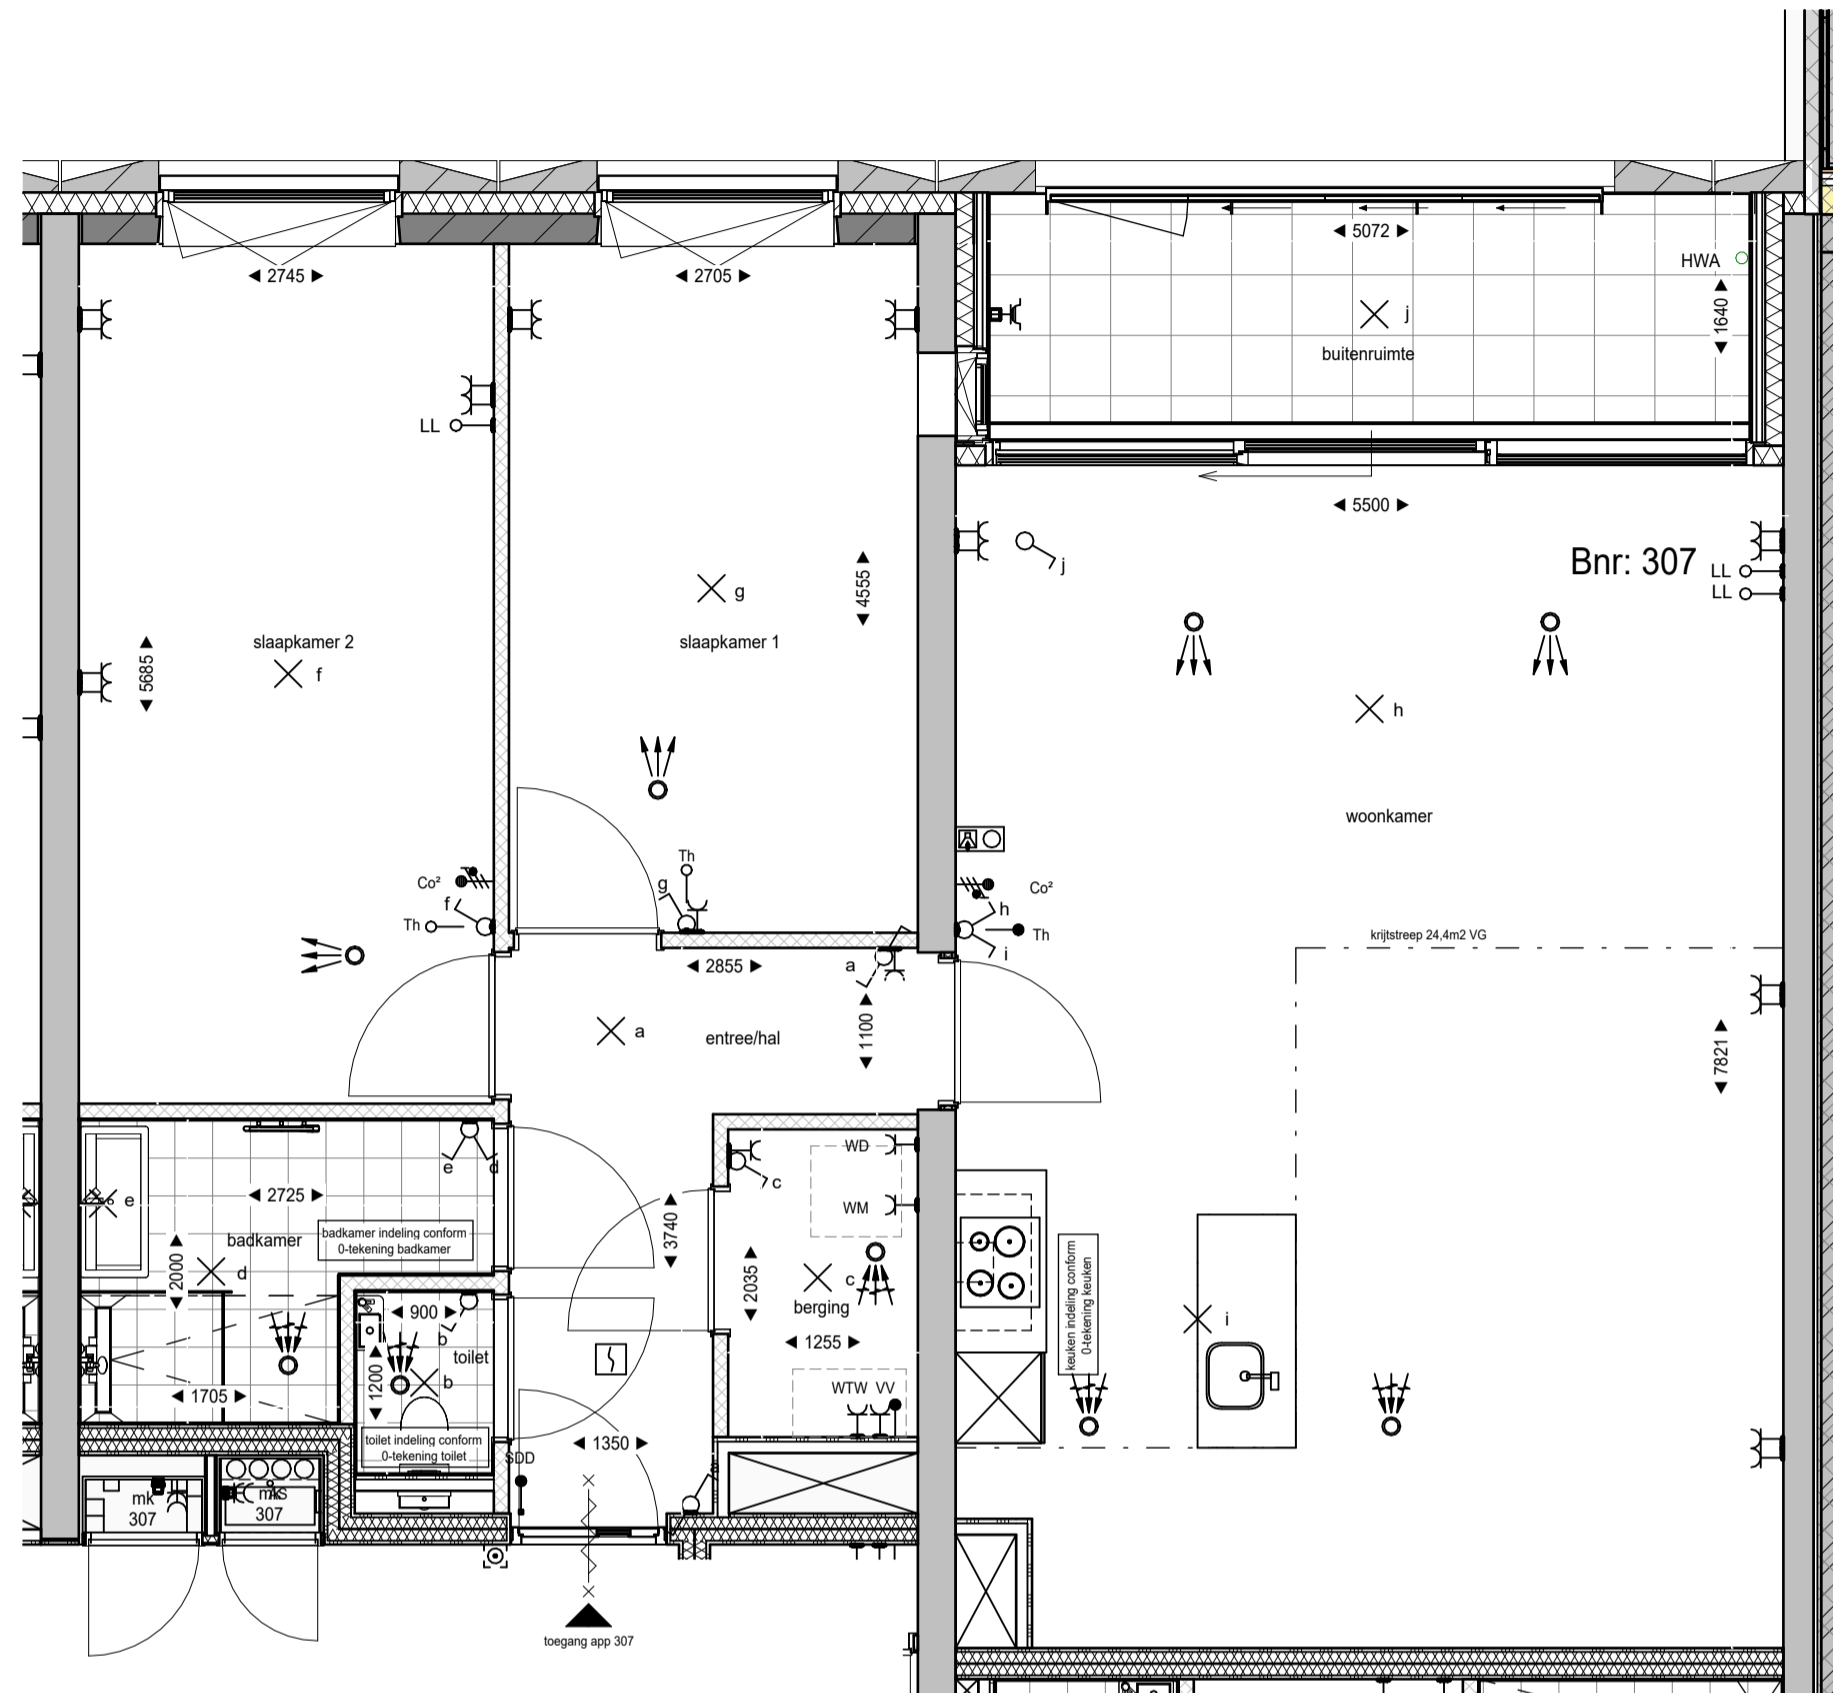 ◄ 2745 ►
◄ 2705 ►
◄ 5072 ►
HWA
◄ 1640 ►
j
buitenruimte
LL
◄ 5500 ►
j
Bnr: 307
LL
LL
◄ 4555 ►
g
slaapkamer 2
slaapkamer 1
◄ 5685 ►
f
h
woonkamer
Th
g
Co²
f
Th
Co²
h
Th
i
krijtstreep 24,4m2 VG
◄ 2855 ►
a
◄ 1100 ►
a
entree/hal
◄ 7821 ►
e
d
WD
c
WM
e
◄ 2725 ►
badkamer
badkamer indeling conform
0-tekening badkamer
◄ 3740 ►
◄ 2000 ►
d
◄ 2035 ►
c
berging
keuken indeling conform
0-tekening keuken
◄ 900 ►
b
toilet
◄ 1200 ►
b
i
◄ 1255 ►
◄ 1705 ►
WTW VV
toilet indeling conform
0-tekening toilet
◄ 1350 ►
SDD
mk
307
mks
307
toegang app 307